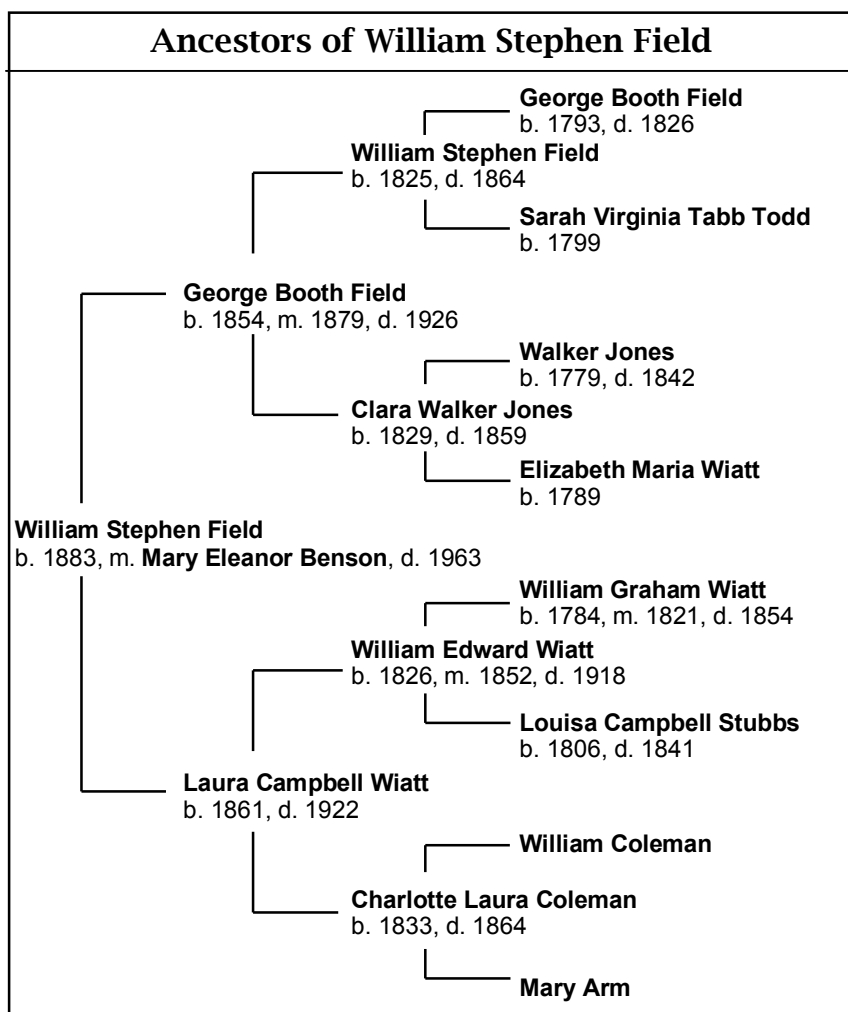 Ancestors of William Stephen Field
George Booth Field
b. 1793, d. 1826
William Stephen Field
b. 1825, d. 1864
Sarah Virginia Tabb Todd
b. 1799
George Booth Field
b. 1854, m. 1879, d. 1926
Walker Jones
b. 1779, d. 1842
Clara Walker Jones
b. 1829, d. 1859
Elizabeth Maria Wiatt
b. 1789
William Stephen Field
b. 1883, m. Mary Eleanor Benson, d. 1963
William Graham Wiatt
b. 1784, m. 1821, d. 1854
William Edward Wiatt
b. 1826, m. 1852, d. 1918
Louisa Campbell Stubbs
b. 1806, d. 1841
Laura Campbell Wiatt
b. 1861, d. 1922
William Coleman
Charlotte Laura Coleman
b. 1833, d. 1864
Mary Arm